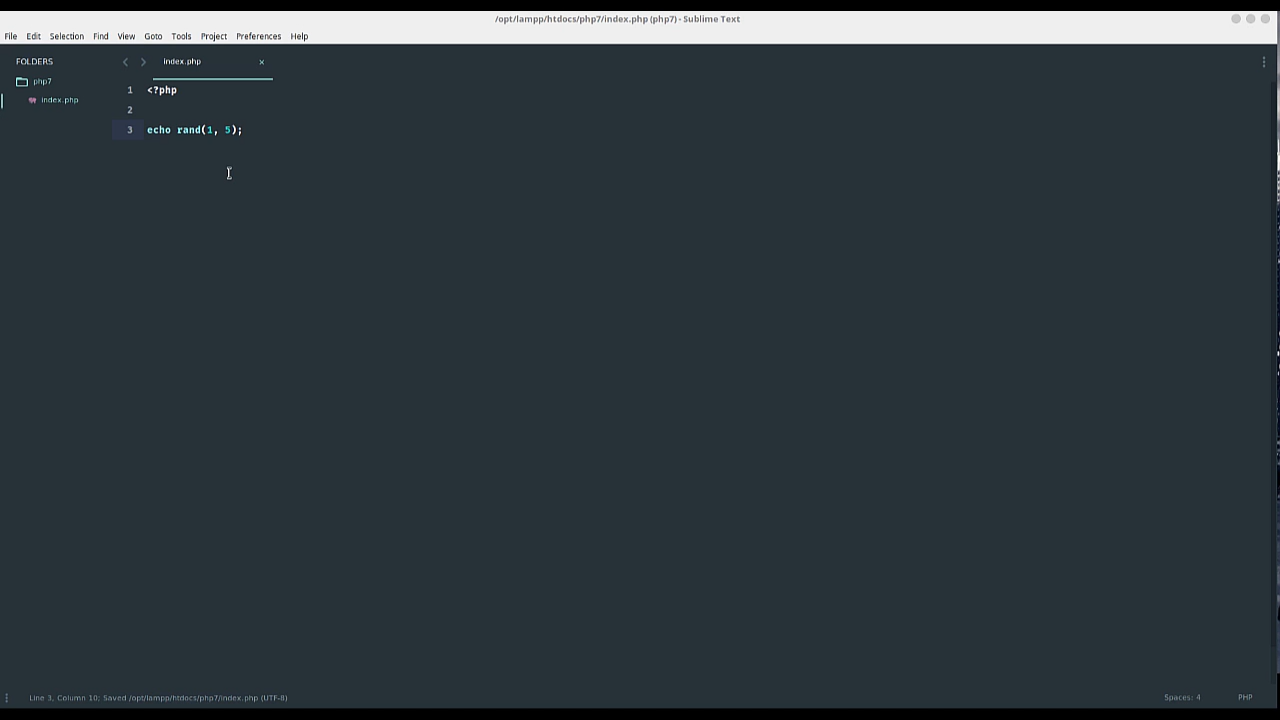 /opt/lampp/htdocs/php7/index.php (php7) - Sublime Text
File Edit Selection Find View Goto Tools Project Preferences Help
FOLDERS
php7
index.php
index.php ×
1 <?php
2
3 echo rand(1, 5);
Line 3, Column 10; Saved /opt/lampp/htdocs/php7/index.php (UTF-8)
Spaces: 4
PHP